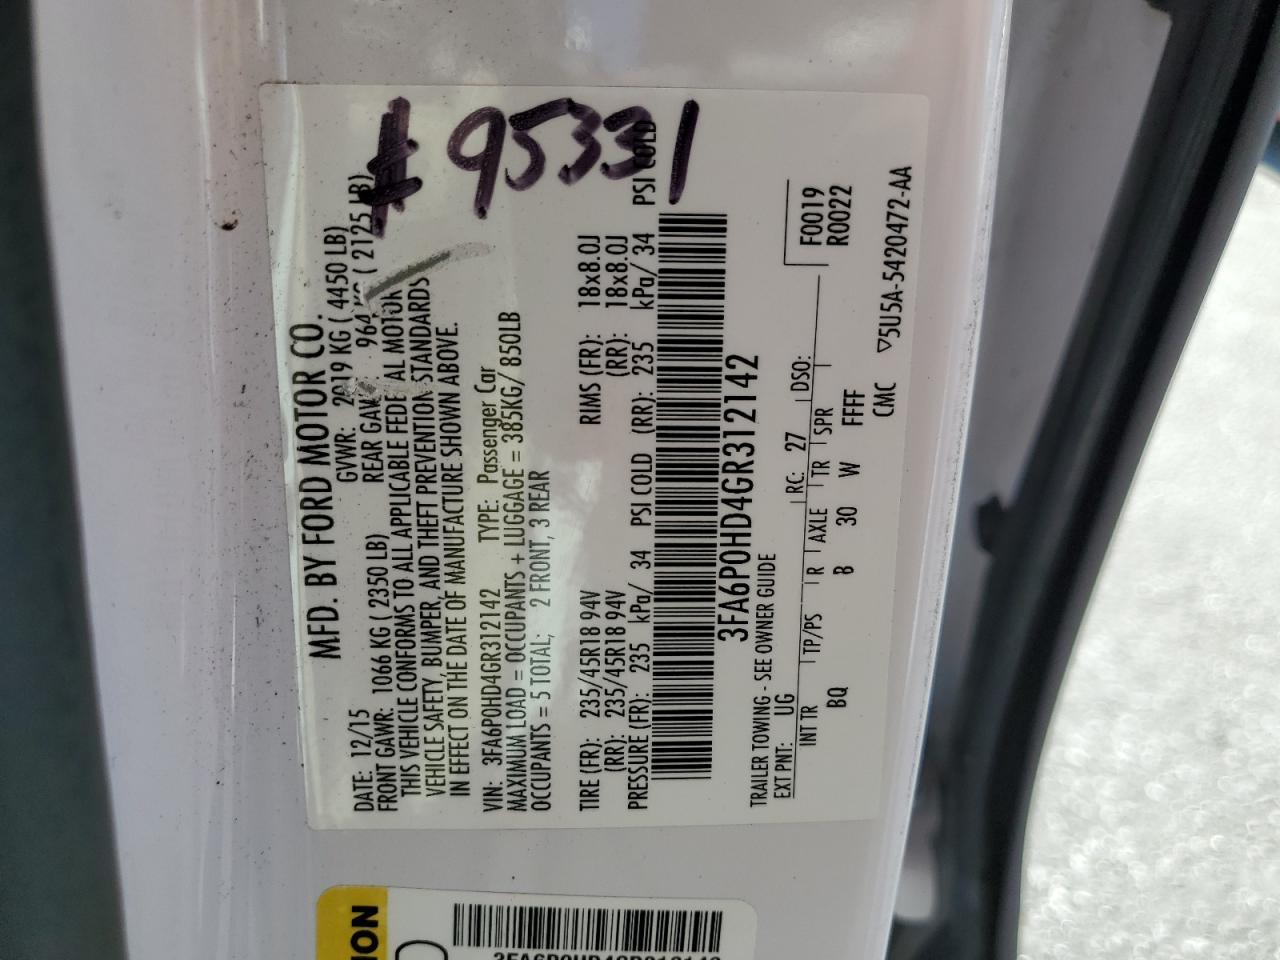 # 95331
MFD. BY FORD MOTOR CO.
DATE: 12/15 GVWR: 2019 KG ( 4450 LB)
FRONT GAWR: 1066 KG ( 2350 LB) REAR GAWR 964 KG ( 2125 LB)
THIS VEHICLE CONFORMS TO ALL APPLICABLE FEDERAL MOTOR
VEHICLE SAFETY, BUMPER, AND THEFT PREVENTION STANDARDS
IN EFFECT ON THE DATE OF MANUFACTURE SHOWN ABOVE.
VIN: 3FA6P0HD4GR312142 TYPE: Passenger Car
MAXIMUM LOAD = OCCUPANTS + LUGGAGE = 385KG/ 850LB
OCCUPANTS = 5 TOTAL; 2 FRONT, 3 REAR
TIRE (FR): 235/45R18 94V RIMS (FR): 18x8.0J
(RR): 235/45R18 94V (RR): 18x8.0J
PRESSURE (FR): 235 kPa/ 34 PSI COLD (RR): 235 kPa/ 34 PSI COLD
3FA6P0HD4GR312142
TRAILER TOWING - SEE OWNER GUIDE
EXT PNT: UG RC: 27 DSO: F0019
INT TR TP/PS R AXLE TR SPR R0022
BQ B 30 W FFFF
CMC ▽5U5A-5420472-AA
ION